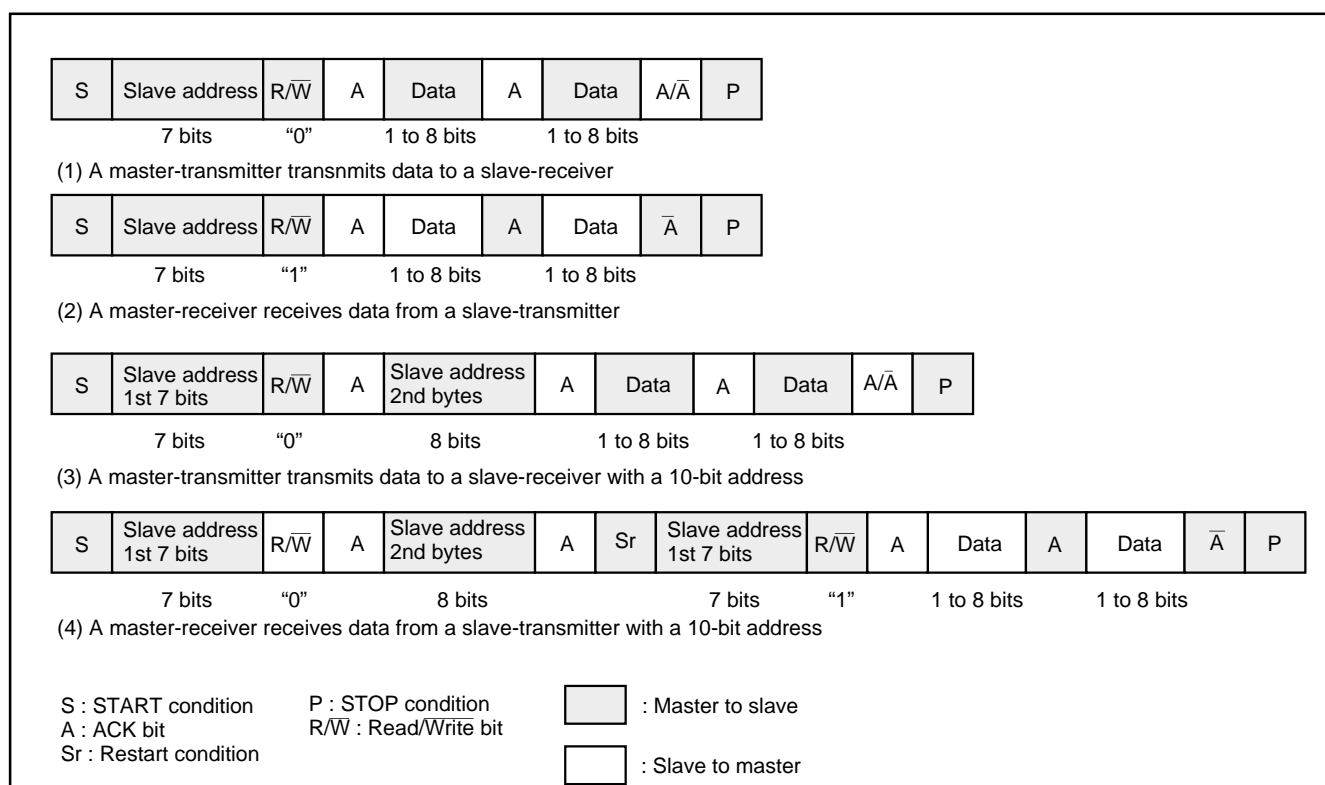 S Slave address R/W̅ A Data A Data A/A̅ P
7 bits “0” 1 to 8 bits 1 to 8 bits
(1) A master-transmitter transnmits data to a slave-receiver
S Slave address R/W̅ A Data A Data A̅ P
7 bits “1” 1 to 8 bits 1 to 8 bits
(2) A master-receiver receives data from a slave-transmitter
S Slave address 1st 7 bits R/W̅ A Slave address 2nd bytes A Data A Data A/A̅ P
7 bits “0” 8 bits 1 to 8 bits 1 to 8 bits
(3) A master-transmitter transmits data to a slave-receiver with a 10-bit address
S Slave address 1st 7 bits R/W̅ A Slave address 2nd bytes A Sr Slave address 1st 7 bits R/W̅ A Data A Data A̅ P
7 bits “0” 8 bits 7 bits “1” 1 to 8 bits 1 to 8 bits
(4) A master-receiver receives data from a slave-transmitter with a 10-bit address
S : START condition
A : ACK bit
Sr : Restart condition
P : STOP condition
R/W̅ : Read/W̅r̅i̅t̅e̅ bit
: Master to slave
: Slave to master